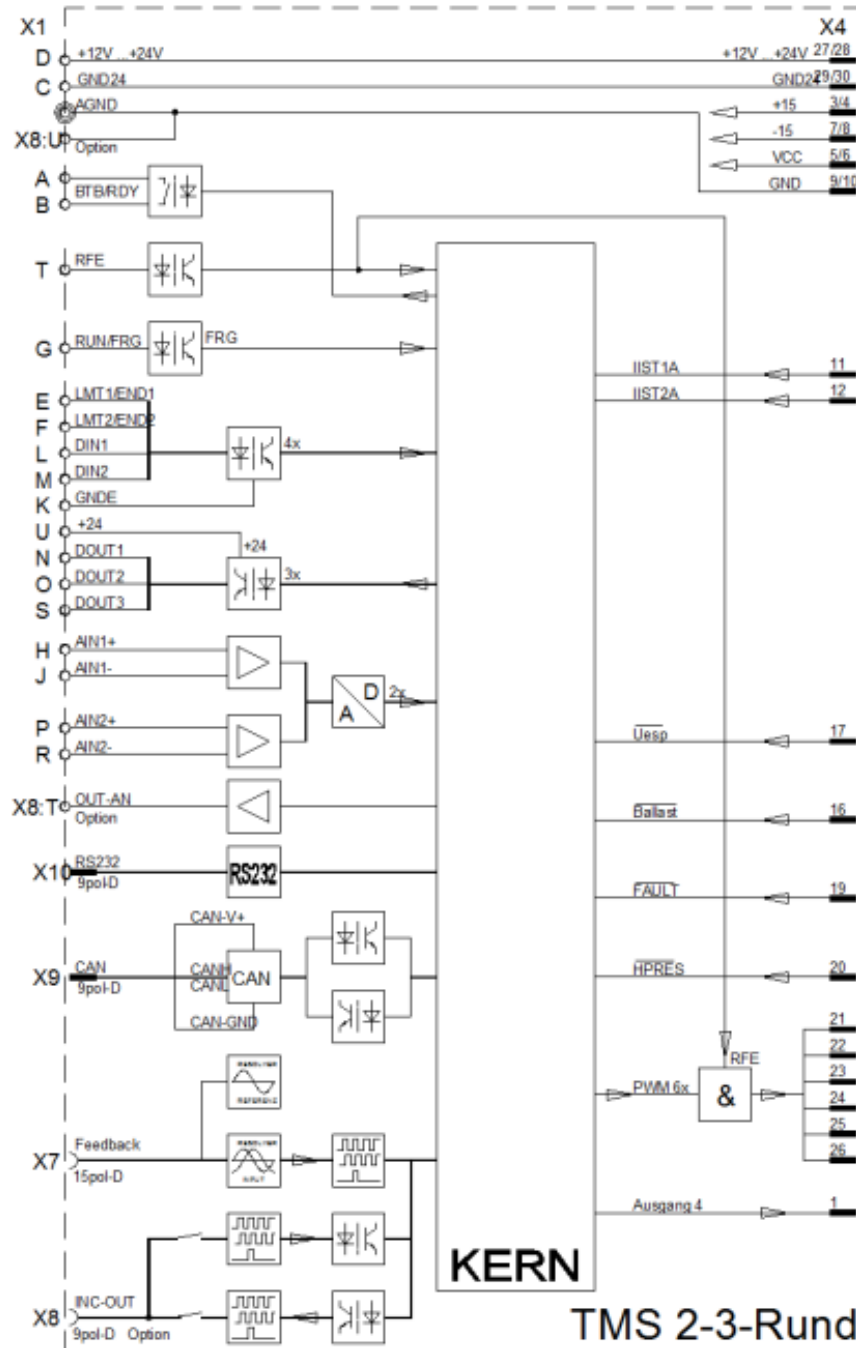 X1 X4
D +12V ...+24V +12V ...+24V 27/28
C GND24 GND24 29/30
AGND +15 3/4
X8:U Option -15 7/8
VCC 5/6
A GND 9/10
BTB/RDY
B
T RFE
G RUN/FRG FRG
IIST1A 11
E LMT1/END1
IIST2A 12
F LMT2/END2
L DIN1 4x
M DIN2
K GNDE
U +24
N DOUT1 +24
O DOUT2 3x
S DOUT3
H AIN1+
J AIN1-
D 2x
A
P AIN2+
Uesp 17
R AIN2-
X8:T OUT-AN
Option
Ballast 16
X10 RS232 RS232
9pol-D
FAULT 19
CAN-V+
X9 CAN CANH CAN
9pol-D CANL
HPRES 20
CAN-GND
21
22
RFE
REFERENZ
23
PWM 6x &
24
25
X7 Feedback
15pol-D
INPUT
26
Ausgang 4 1
KERN
X8 INC-OUT
9pol-D Option
TMS 2-3-Rund